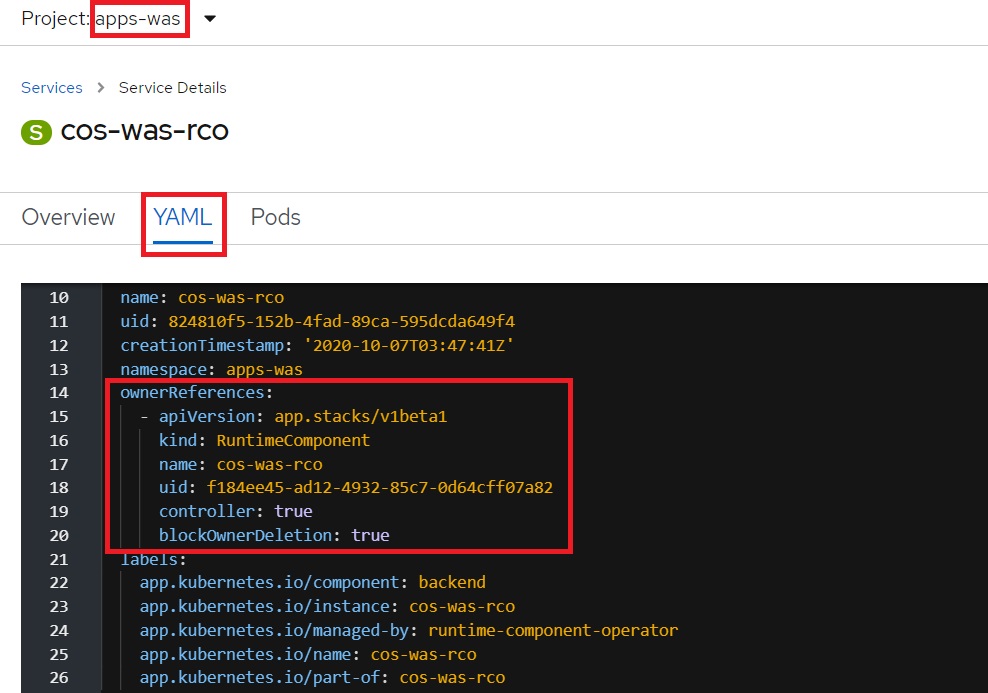 Project: apps-was
Services > Service Details
S cos-was-rco
Overview YAML Pods
10 name: cos-was-rco
11 uid: 824810f5-152b-4fad-89ca-595dcda649f4
12 creationTimestamp: '2020-10-07T03:47:41Z'
13 namespace: apps-was
14 ownerReferences:
15 - apiVersion: app.stacks/v1beta1
16 kind: RuntimeComponent
17 name: cos-was-rco
18 uid: f184ee45-ad12-4932-85c7-0d64cff07a82
19 controller: true
20 blockOwnerDeletion: true
21 labels:
22 app.kubernetes.io/component: backend
23 app.kubernetes.io/instance: cos-was-rco
24 app.kubernetes.io/managed-by: runtime-component-operator
25 app.kubernetes.io/name: cos-was-rco
26 app.kubernetes.io/part-of: cos-was-rco